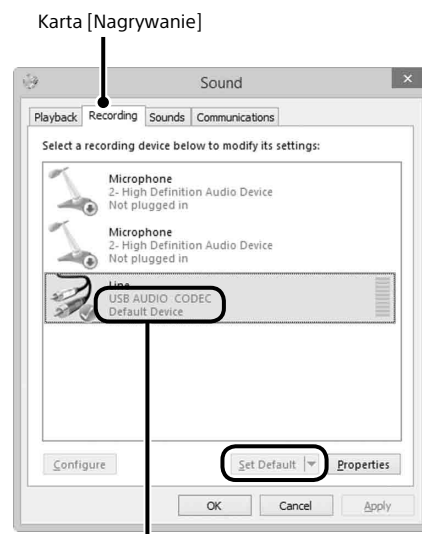 Karta [Nagrywanie]
Sound
Playback Recording Sounds Communications
Select a recording device below to modify its settings:
Microphone
2- High Definition Audio Device
Not plugged in
Microphone
2- High Definition Audio Device
Not plugged in
Line
USB AUDIO CODEC
Default Device
Configure Set Default Properties
OK Cancel Apply